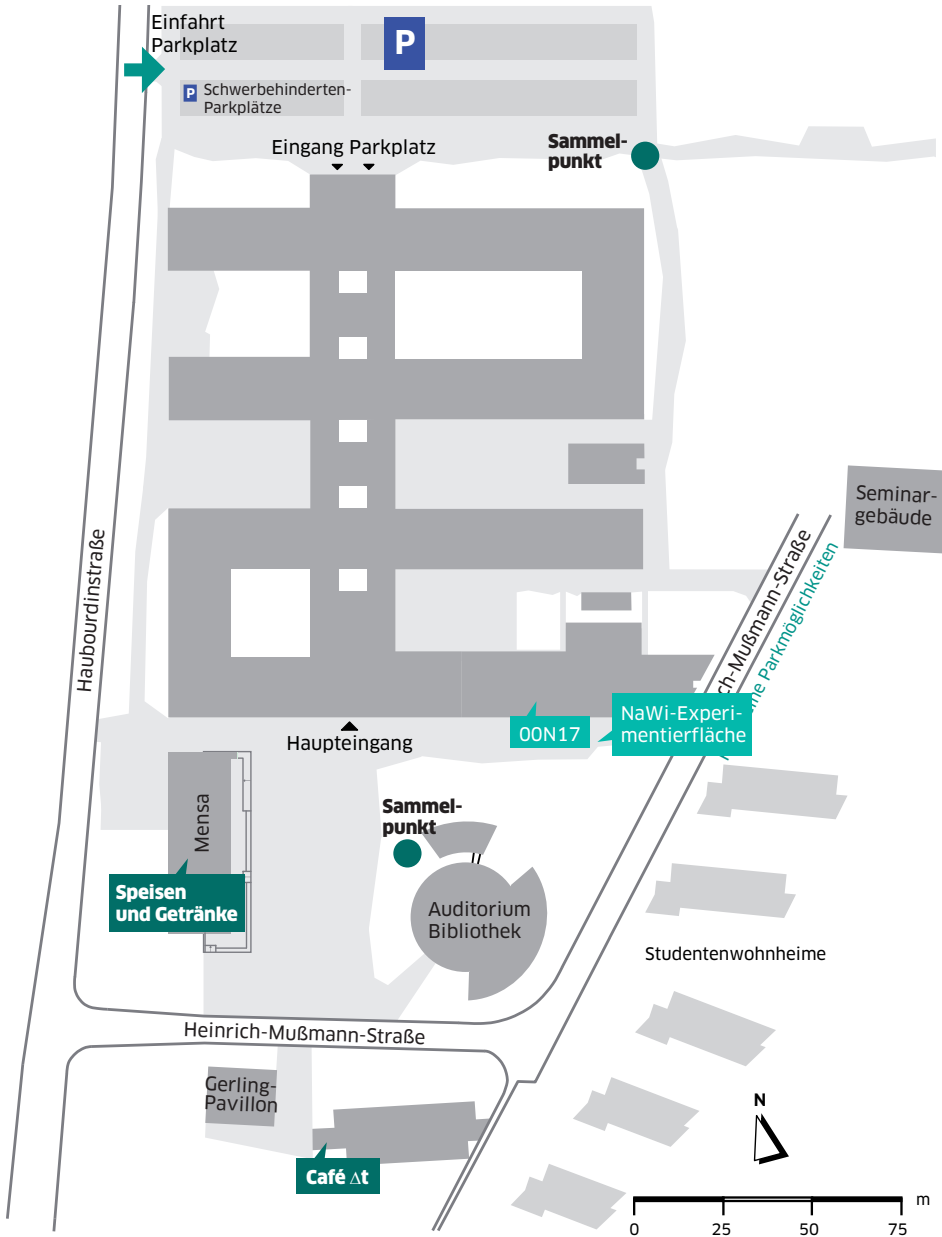 Einfahrt
Parkplatz
P
P Schwerbehinderten-
Parkplätze
Eingang Parkplatz
Sammel-
punkt
Haubourdinstraße
Seminar-
gebäude
ch-Mußmann-Straße
Parkmöglichkeiten
00N17
NaWi-Experi-
mentierfläche
Haupteingang
Mensa
Sammel-
punkt
Speisen
und Getränke
Auditorium
Bibliothek
Studentenwohnheime
Heinrich-Mußmann-Straße
Gerling-
Pavillon
Café Δt
N
m
0 25 50 75